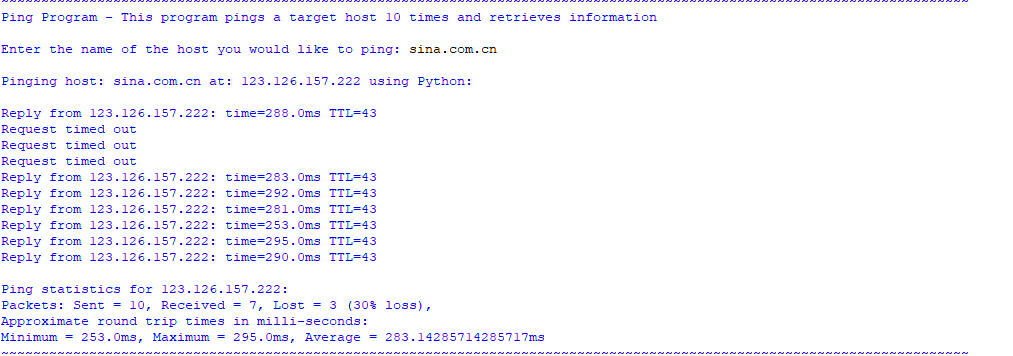 Ping Program - This program pings a target host 10 times and retrieves information
Enter the name of the host you would like to ping: sina.com.cn
Pinging host: sina.com.cn at: 123.126.157.222 using Python:
Reply from 123.126.157.222: time=288.0ms TTL=43
Request timed out
Request timed out
Request timed out
Reply from 123.126.157.222: time=283.0ms TTL=43
Reply from 123.126.157.222: time=292.0ms TTL=43
Reply from 123.126.157.222: time=281.0ms TTL=43
Reply from 123.126.157.222: time=253.0ms TTL=43
Reply from 123.126.157.222: time=295.0ms TTL=43
Reply from 123.126.157.222: time=290.0ms TTL=43
Ping statistics for 123.126.157.222:
Packets: Sent = 10, Received = 7, Lost = 3 (30% loss),
Approximate round trip times in milli-seconds:
Minimum = 253.0ms, Maximum = 295.0ms, Average = 283.14285714285717ms